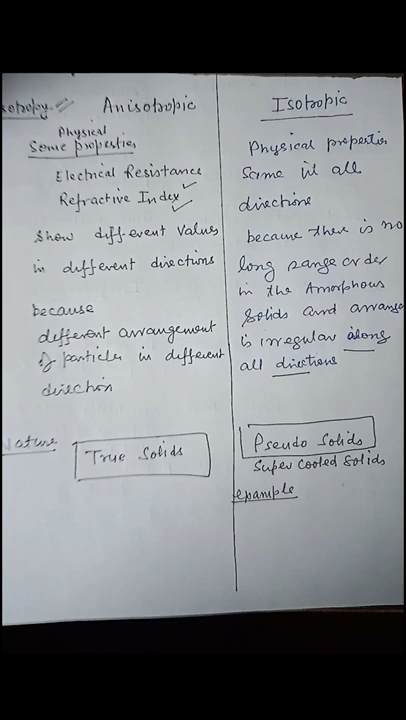 sotropy Anisotropic
Physical
Some properties
Electrical Resistance
Refractive Index
Show different values
in different directions
because
different arrangement
of particles in different
direction
Nature True Solids
Isotropic
Physical properties
Same in all
directions
because there is no
long range order
in the Amorphous
Solids and arrange
is irregular along
all directions
Pseudo Solids
Super Cooled Solids
example